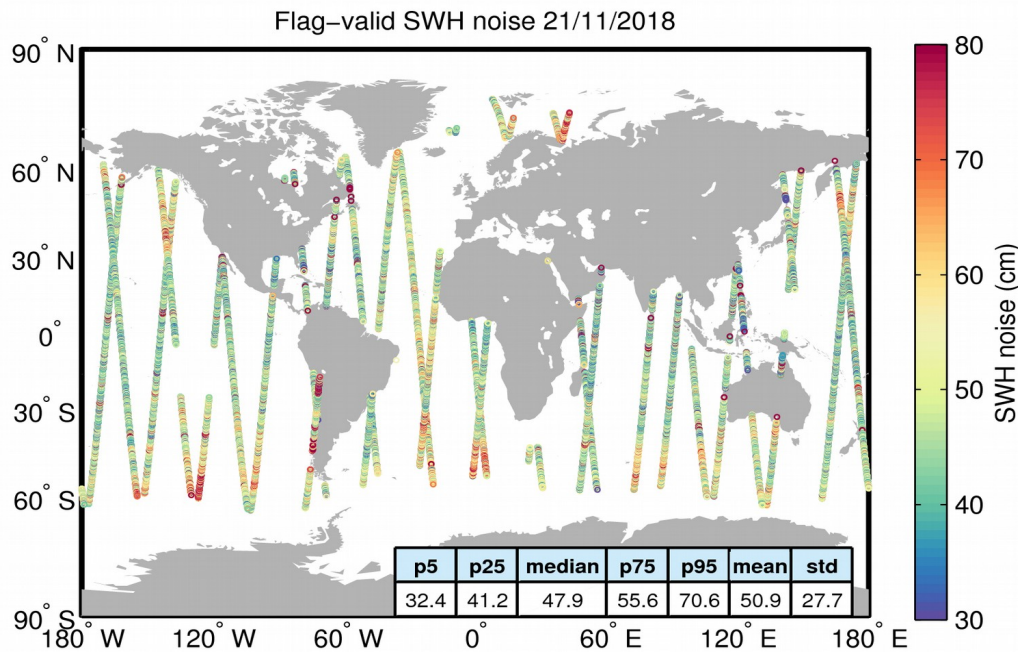 Flag−valid SWH noise 21/11/2018
90° N
60° N
30° N
0°
30° S
60° S
90° S
180° W
120° W
60° W
0°
60° E
120° E
180° E
p5 p25 median p75 p95 mean std
32.4 41.2 47.9 55.6 70.6 50.9 27.7
80
70
60
50
40
30
SWH noise (cm)